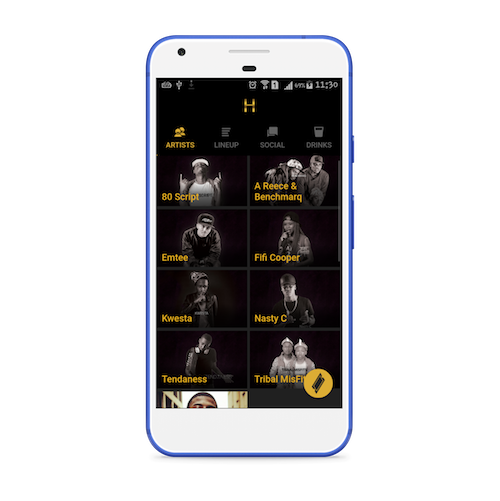 69% 11:30
H
ARTISTS LINEUP SOCIAL DRINKS
80 Script
A Reece &
Benchmarq
Emtee
Fifi Cooper
Kwesta
Nasty C
Tendaness
Tribal MisFi